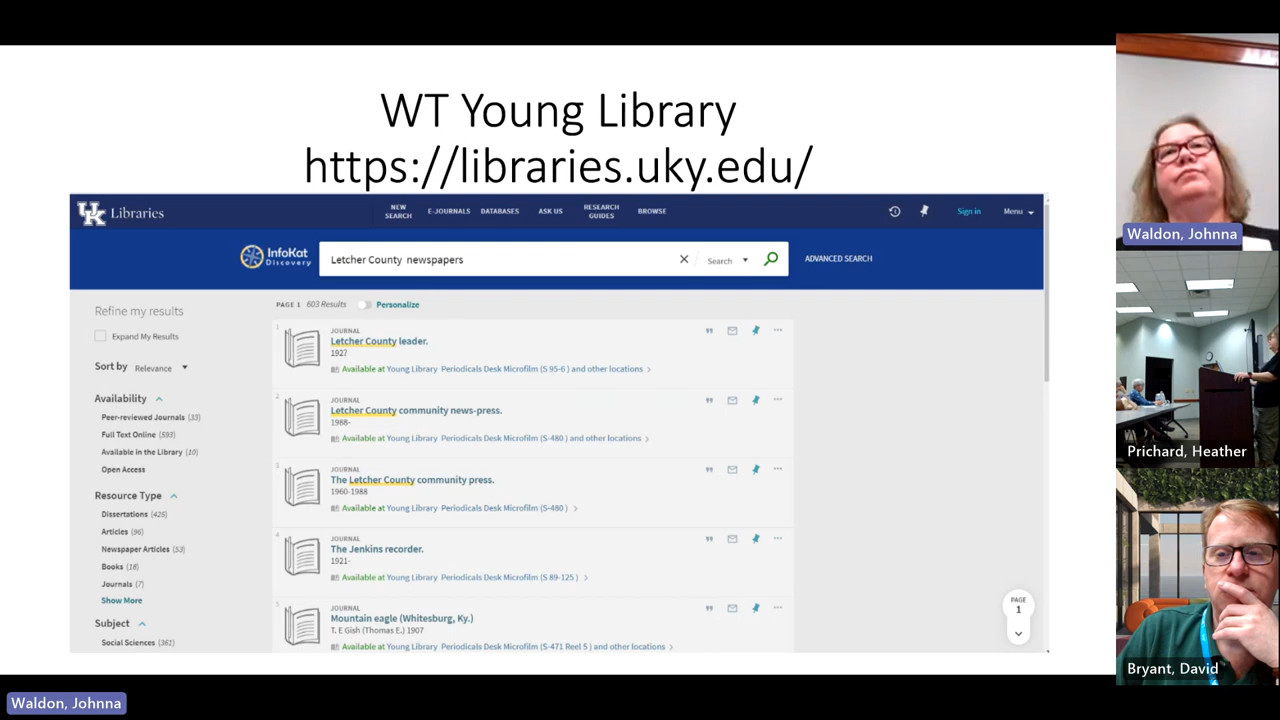 WT Young Library
https://libraries.uky.edu/
UK Libraries
NEW SEARCH
E-JOURNALS
DATABASES
ASK US
RESEARCH GUIDES
BROWSE
Sign in
Menu
InfoKat Discovery
Letcher County newspapers
Search
ADVANCED SEARCH
Refine my results
Expand My Results
Sort by Relevance
Availability
Peer-reviewed Journals (33)
Full Text Online (593)
Available in the Library (10)
Open Access
Resource Type
Dissertations (425)
Articles (96)
Newspaper Articles (53)
Books (18)
Journals (7)
Show More
Subject
Social Sciences (361)
PAGE 1 603 Results Personalize
1
JOURNAL
Letcher County leader.
192?
Available at Young Library Periodicals Desk Microfilm (S 95-6 ) and other locations
2
JOURNAL
Letcher County community news-press.
1988-
Available at Young Library Periodicals Desk Microfilm (S-480 ) and other locations
3
JOURNAL
The Letcher County community press.
1960-1988
Available at Young Library Periodicals Desk Microfilm (S-480 )
4
JOURNAL
The Jenkins recorder.
1921-
Available at Young Library Periodicals Desk Microfilm (S 89-125 )
5
JOURNAL
Mountain eagle (Whitesburg, Ky.)
T. E Gish (Thomas E.) 1907
Available at Young Library Periodicals Desk Microfilm (S-471 Reel 5 ) and other locations
PAGE
1
Waldon, Johnna
Prichard, Heather
Bryant, David
Waldon, Johnna